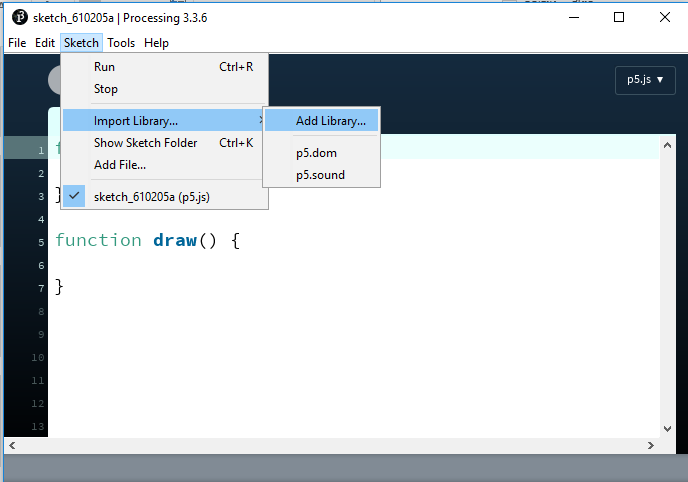 sketch_610205a | Processing 3.3.6
File Edit Sketch Tools Help
Run Ctrl+R
Stop
p5.js ▼
Import Library...
Add Library...
Show Sketch Folder Ctrl+K
Add File...
p5.dom
p5.sound
sketch_610205a (p5.js)
1
3 }
4
5 function draw() {
6
7 }
8
9
10
11
12
13